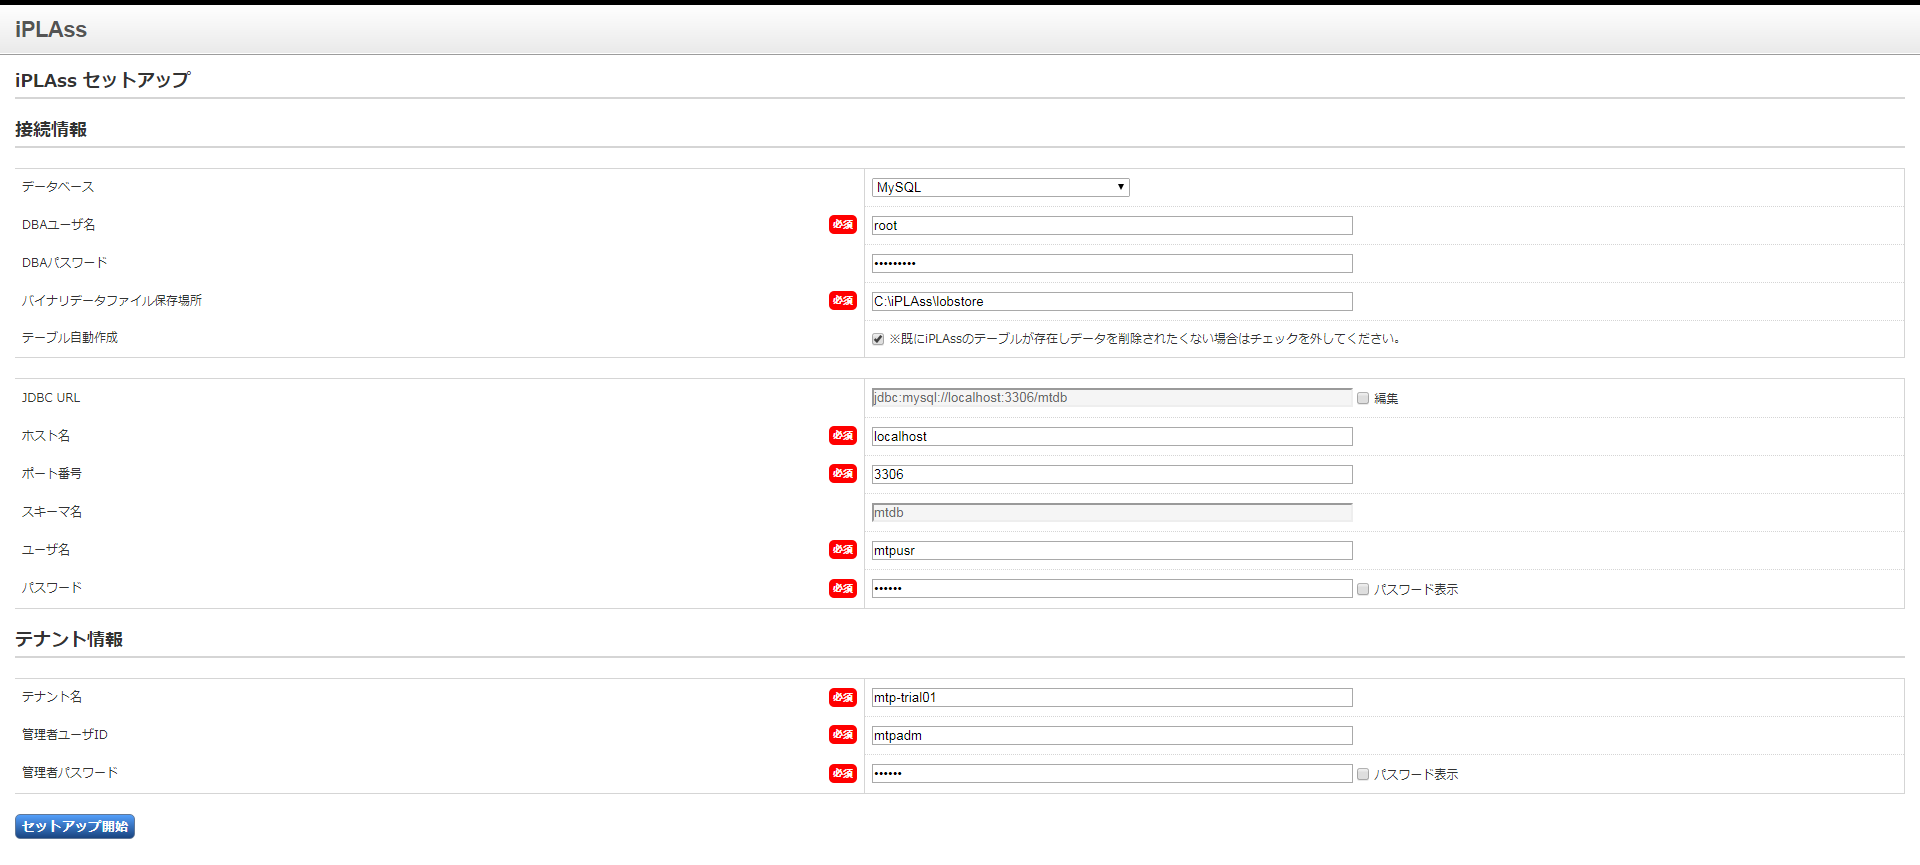 iPLAss
iPLAss セットアップ
接続情報
データベース MySQL
DBAユーザ名 必須 root
DBAパスワード •••••••••
バイナリデータファイル保存場所 必須 C:\iPLAss\lobstore
テーブル自動作成 ※既にiPLAssのテーブルが存在しデータを削除されたくない場合はチェックを外してください。
JDBC URL jdbc:mysql://localhost:3306/mtdb 編集
ホスト名 必須 localhost
ポート番号 必須 3306
スキーマ名 mtdb
ユーザ名 必須 mtpusr
パスワード 必須 •••••• パスワード表示
テナント情報
テナント名 必須 mtp-trial01
管理者ユーザID 必須 mtpadm
管理者パスワード 必須 •••••• パスワード表示
セットアップ開始